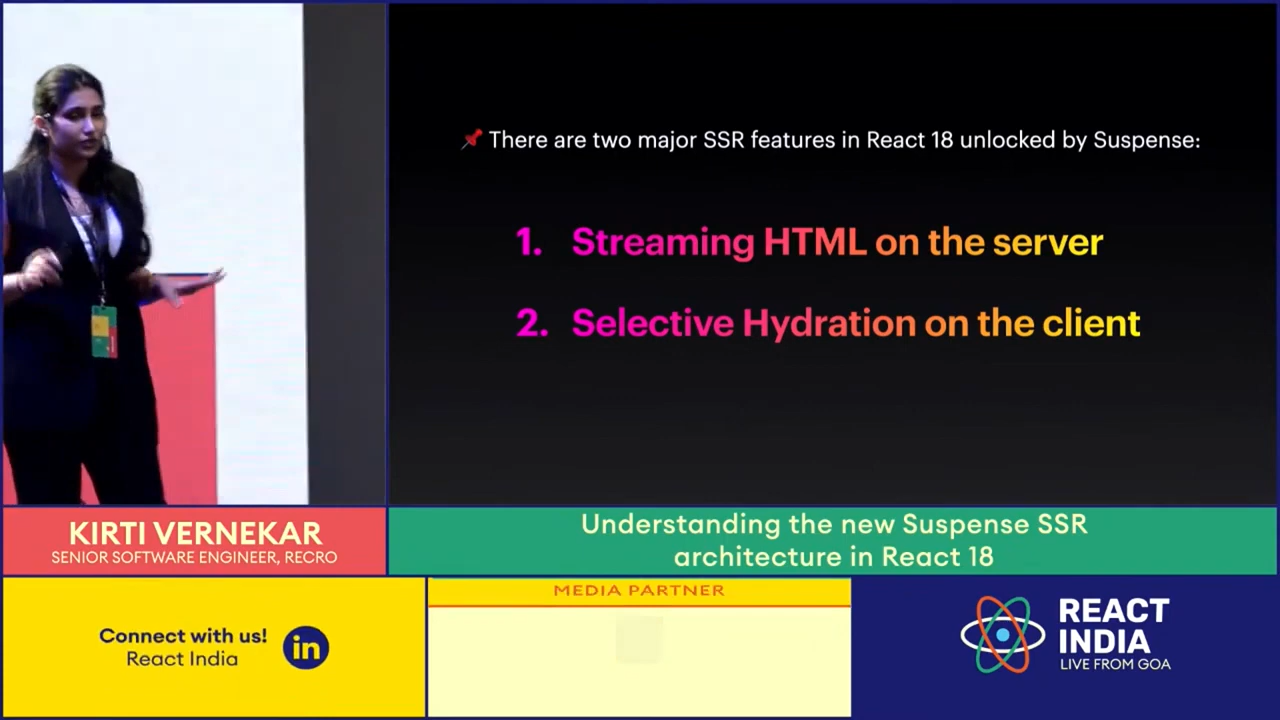 📌 There are two major SSR features in React 18 unlocked by Suspense:
1. Streaming HTML on the server
2. Selective Hydration on the client
KIRTI VERNEKAR
SENIOR SOFTWARE ENGINEER, RECRO
Understanding the new Suspense SSR
architecture in React 18
Connect with us!
React India
in
MEDIA PARTNER
REACT
INDIA
LIVE FROM GOA